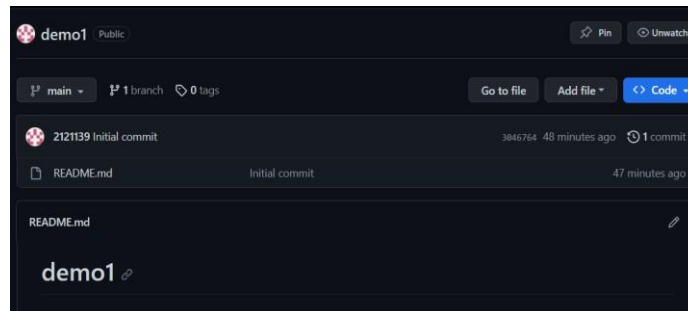 demo1 Public Pin Unwatch
main 1 branch 0 tags Go to file Add file Code
2121139 Initial commit 3046764 48 minutes ago 1 commit
README.md Initial commit 47 minutes ago
README.md
demo1